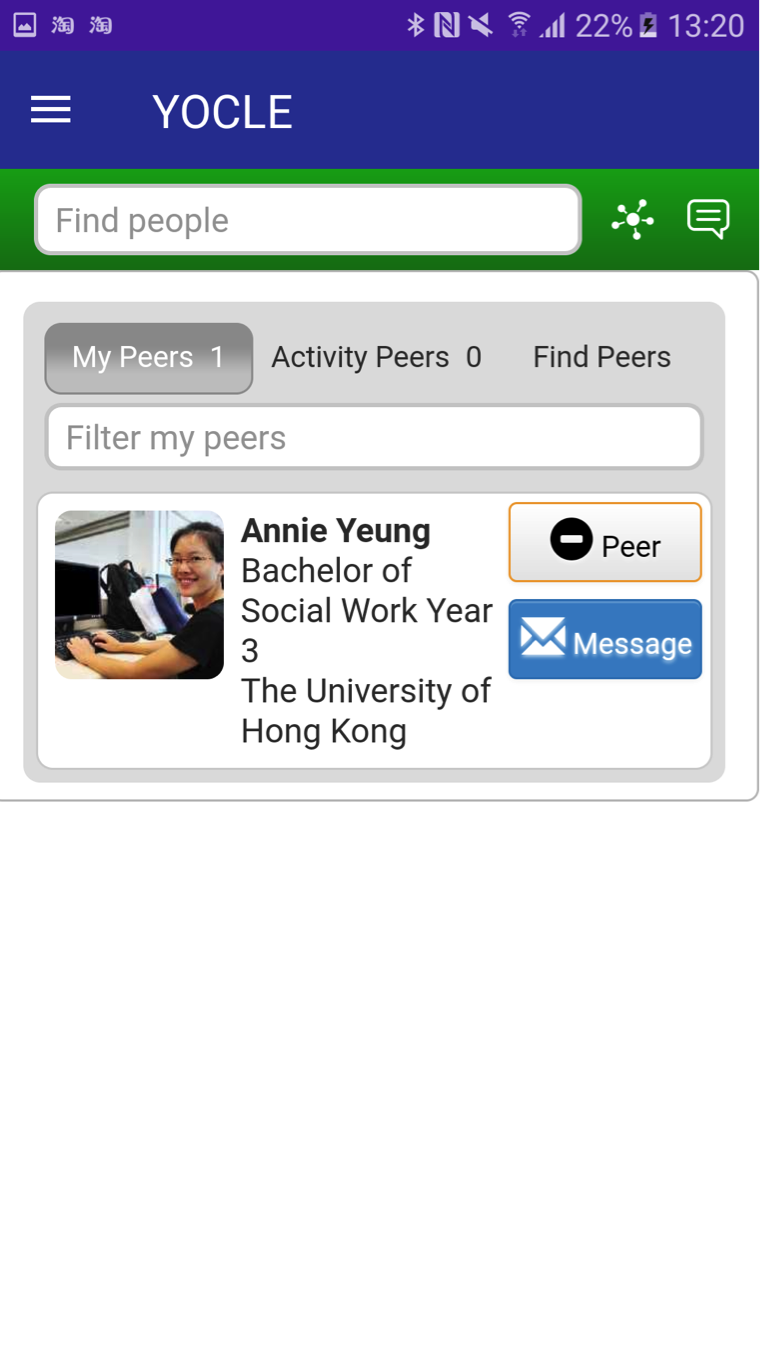 淘 淘 22% 13:20
YOCLE
Find people
My Peers 1 Activity Peers 0 Find Peers
Filter my peers
Annie Yeung
Bachelor of
Social Work Year
3
The University of
Hong Kong
Peer
Message